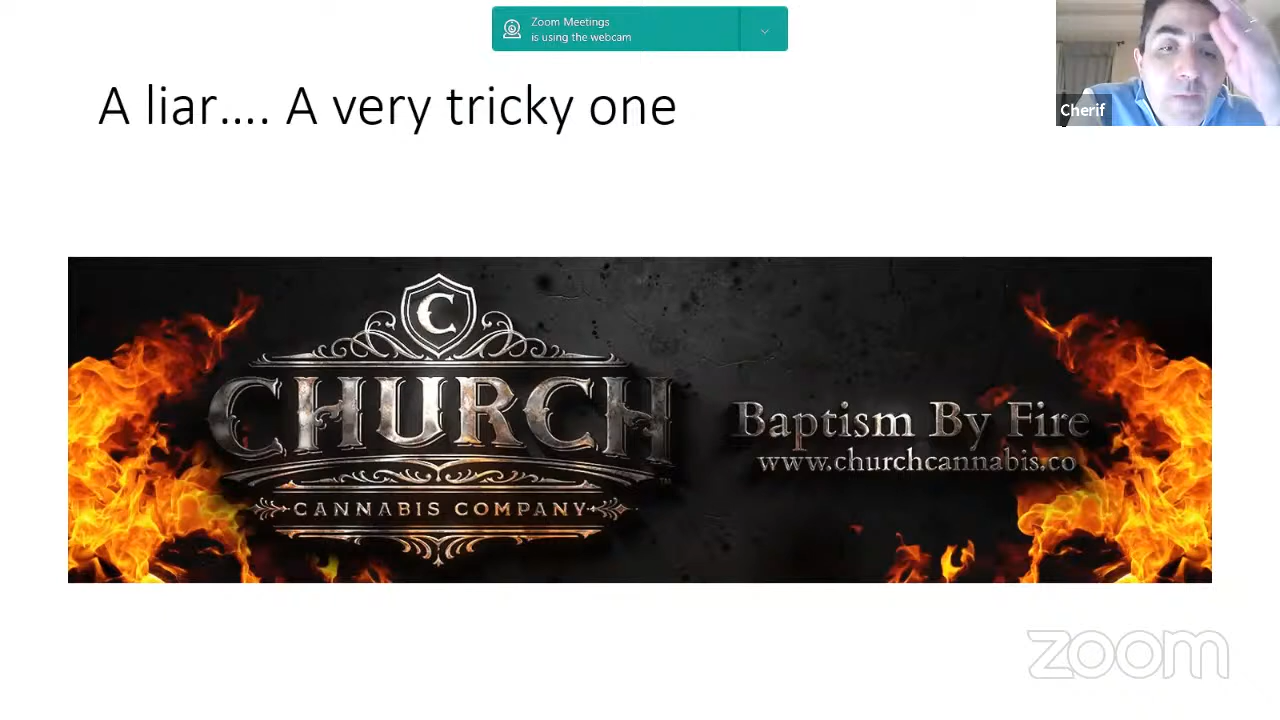 Zoom Meetings
is using the webcam
Cherif
A liar…. A very tricky one
C
CHURCH
TM
CANNABIS COMPANY
Baptism By Fire
www.churchcannabis.co
zoom